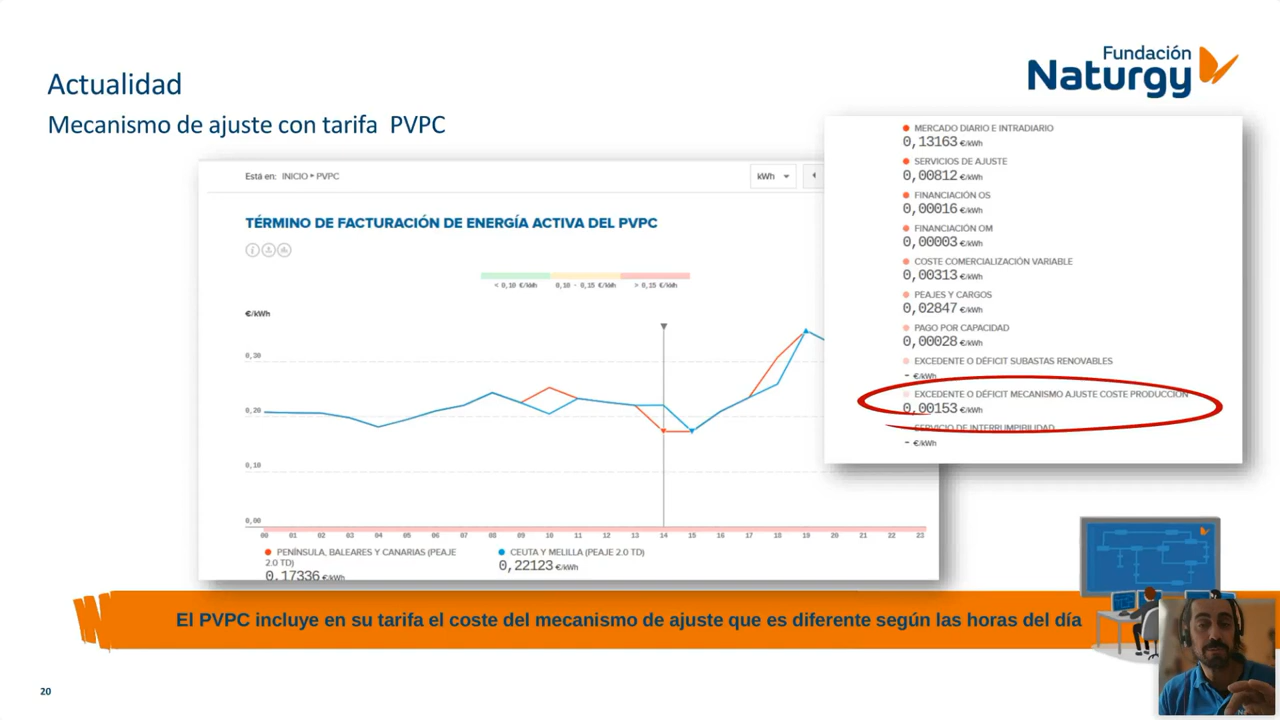 Actualidad
Mecanismo de ajuste con tarifa PVPC
Fundación
Naturgy
Está en: INICIO ▸ PVPC
kWh
TÉRMINO DE FACTURACIÓN DE ENERGÍA ACTIVA DEL PVPC
< 0,10 €/kWh 0,10 - 0,15 €/kWh > 0,15 €/kWh
€/kWh
0,30
0,20
0,10
0,00
00 01 02 03 04 05 06 07 08 09 10 11 12 13 14 15 16 17 18 19 20 21 22 23
PENÍNSULA, BALEARES Y CANARIAS (PEAJE
2.0 TD)
0,17336 €/kWh
CEUTA Y MELILLA (PEAJE 2.0 TD)
0,22123 €/kWh
MERCADO DIARIO E INTRADIARIO
0,13163 €/kWh
SERVICIOS DE AJUSTE
0,00812 €/kWh
FINANCIACIÓN OS
0,00016 €/kWh
FINANCIACIÓN OM
0,00003 €/kWh
COSTE COMERCIALIZACIÓN VARIABLE
0,00313 €/kWh
PEAJES Y CARGOS
0,02847 €/kWh
PAGO POR CAPACIDAD
0,00028 €/kWh
EXCEDENTE O DÉFICIT SUBASTAS RENOVABLES
- €/kWh
EXCEDENTE O DÉFICIT MECANISMO AJUSTE COSTE PRODUCCIÓN
0,00153 €/kWh
SERVICIO DE INTERRUMPIBILIDAD
- €/kWh
El PVPC incluye en su tarifa el coste del mecanismo de ajuste que es diferente según las horas del día
20